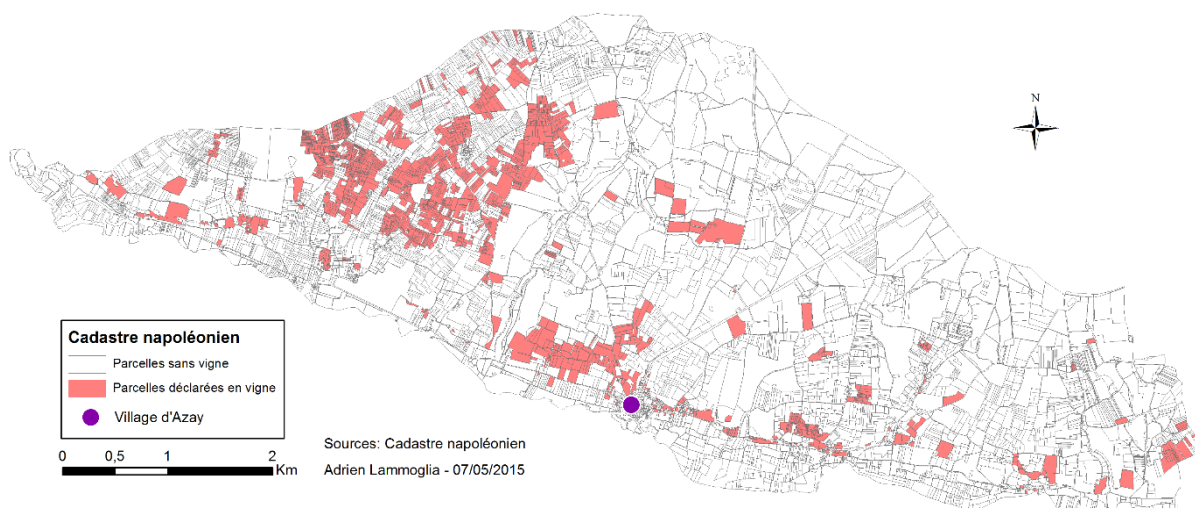 N
Cadastre napoléonien
Parcelles sans vigne
Parcelles déclarées en vigne
Village d'Azay
0 0,5 1 2
Km
Sources: Cadastre napoléonien
Adrien Lammoglia - 07/05/2015